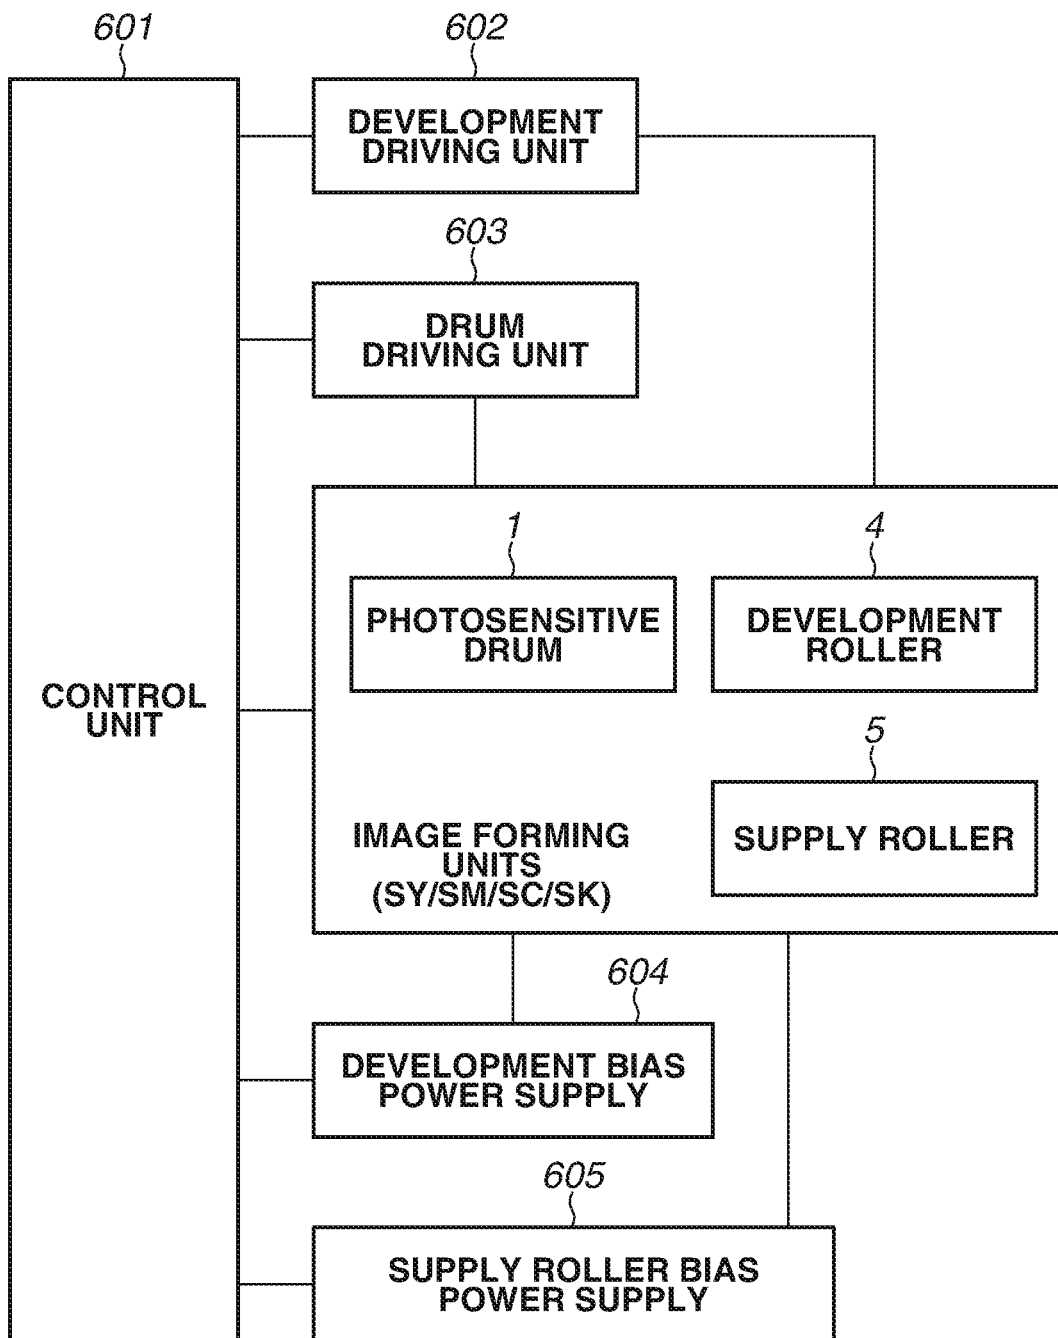 601
602
DEVELOPMENT
DRIVING UNIT
603
DRUM
DRIVING UNIT
1
4
PHOTOSENSITIVE
DRUM
DEVELOPMENT
ROLLER
CONTROL
UNIT
5
SUPPLY ROLLER
IMAGE FORMING
UNITS
(SY/SM/SC/SK)
604
DEVELOPMENT BIAS
POWER SUPPLY
605
SUPPLY ROLLER BIAS
POWER SUPPLY